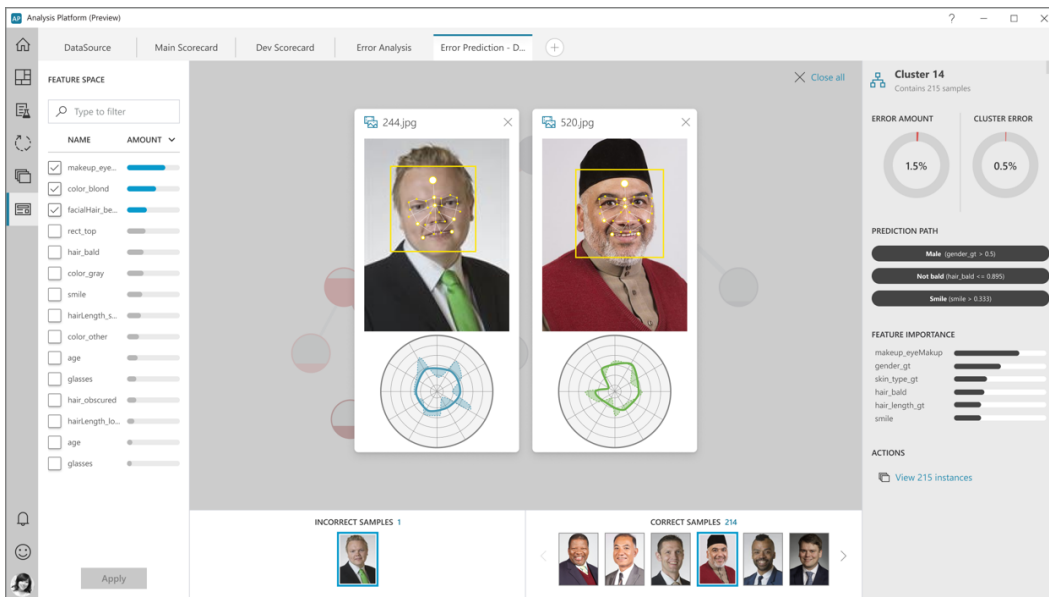 AP Analysis Platform (Preview)
DataSource
Main Scorecard
Dev Scorecard
Error Analysis
Error Prediction - D...
FEATURE SPACE
Type to filter
NAME AMOUNT
makeup_eye...
color_blond
facialHair_be...
rect_top
hair_bald
color_gray
smile
hairLength_s...
color_other
age
glasses
hair_obscured
hairLength_lo...
age
glasses
Apply
Close all
244.jpg
520.jpg
INCORRECT SAMPLES 1
CORRECT SAMPLES 214
Cluster 14
Contains 215 samples
ERROR AMOUNT CLUSTER ERROR
1.5% 0.5%
PREDICTION PATH
Male (gender_gt > 0.5)
Not bald (hair_bald <= 0.895)
Smile (smile > 0.333)
FEATURE IMPORTANCE
makeup_eyeMakup
gender_gt
skin_type_gt
hair_bald
hair_length_gt
smile
ACTIONS
View 215 instances